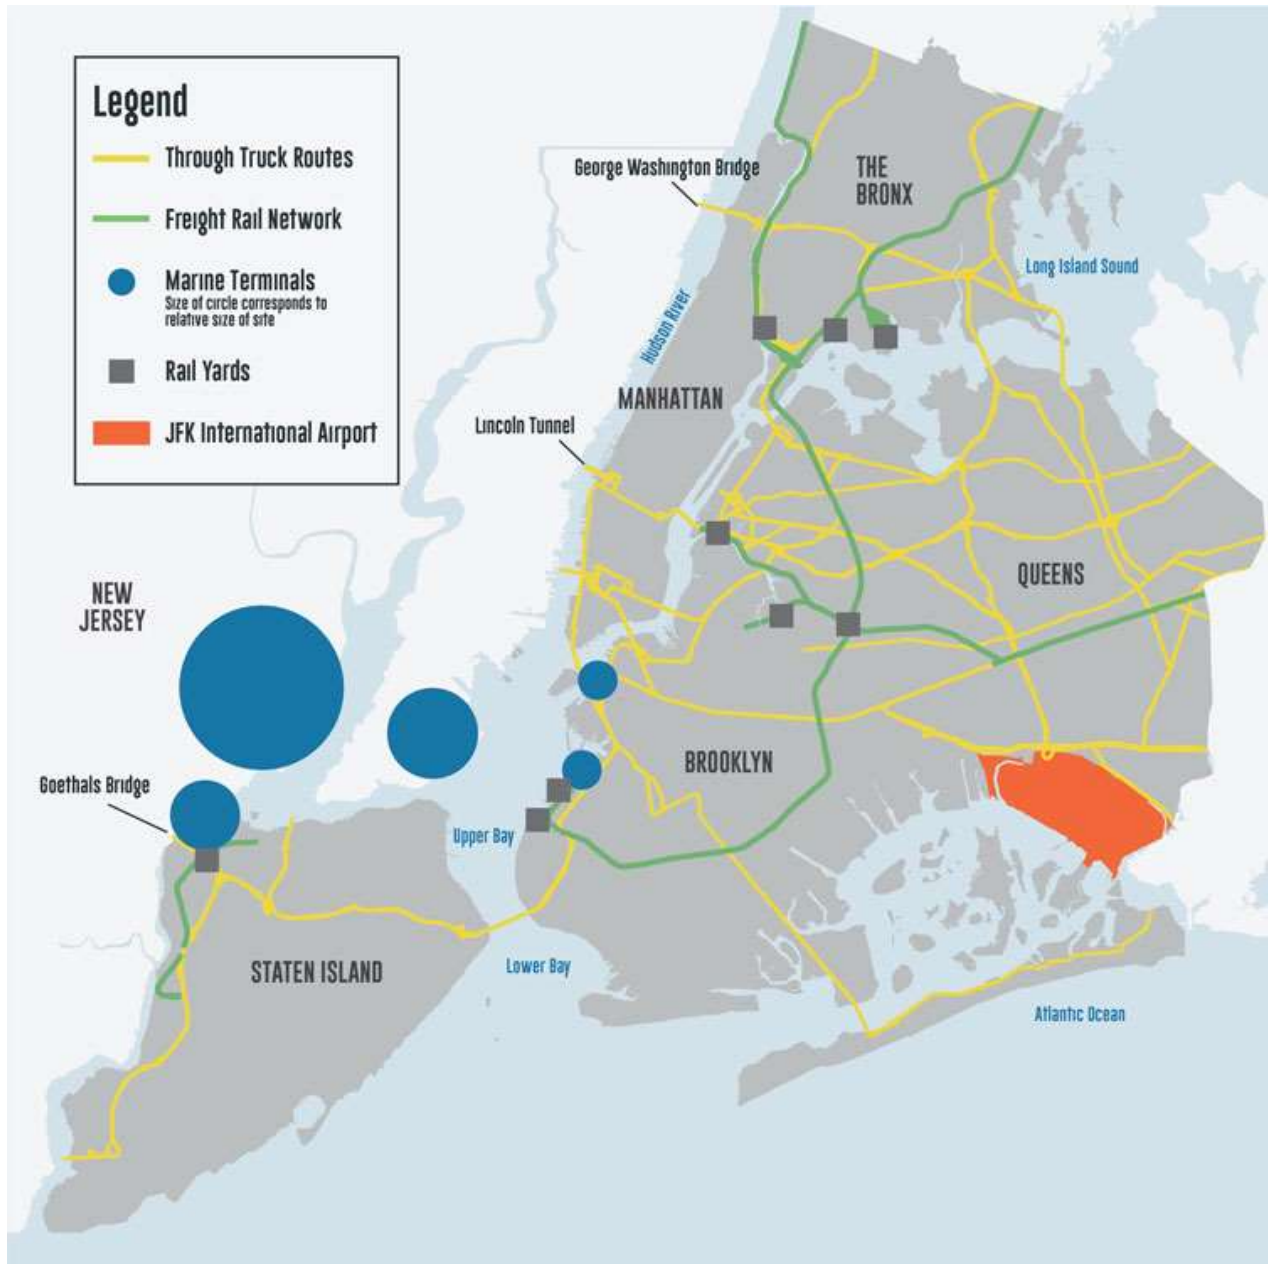 Legend
Through Truck Routes
Freight Rail Network
Marine Terminals
Size of circle corresponds to
relative size of site
Rail Yards
JFK International Airport
George Washington Bridge
THE
BRONX
Long Island Sound
Hudson River
MANHATTAN
Lincoln Tunnel
QUEENS
NEW
JERSEY
BROOKLYN
Goethals Bridge
Upper Bay
STATEN ISLAND
Lower Bay
Atlantic Ocean